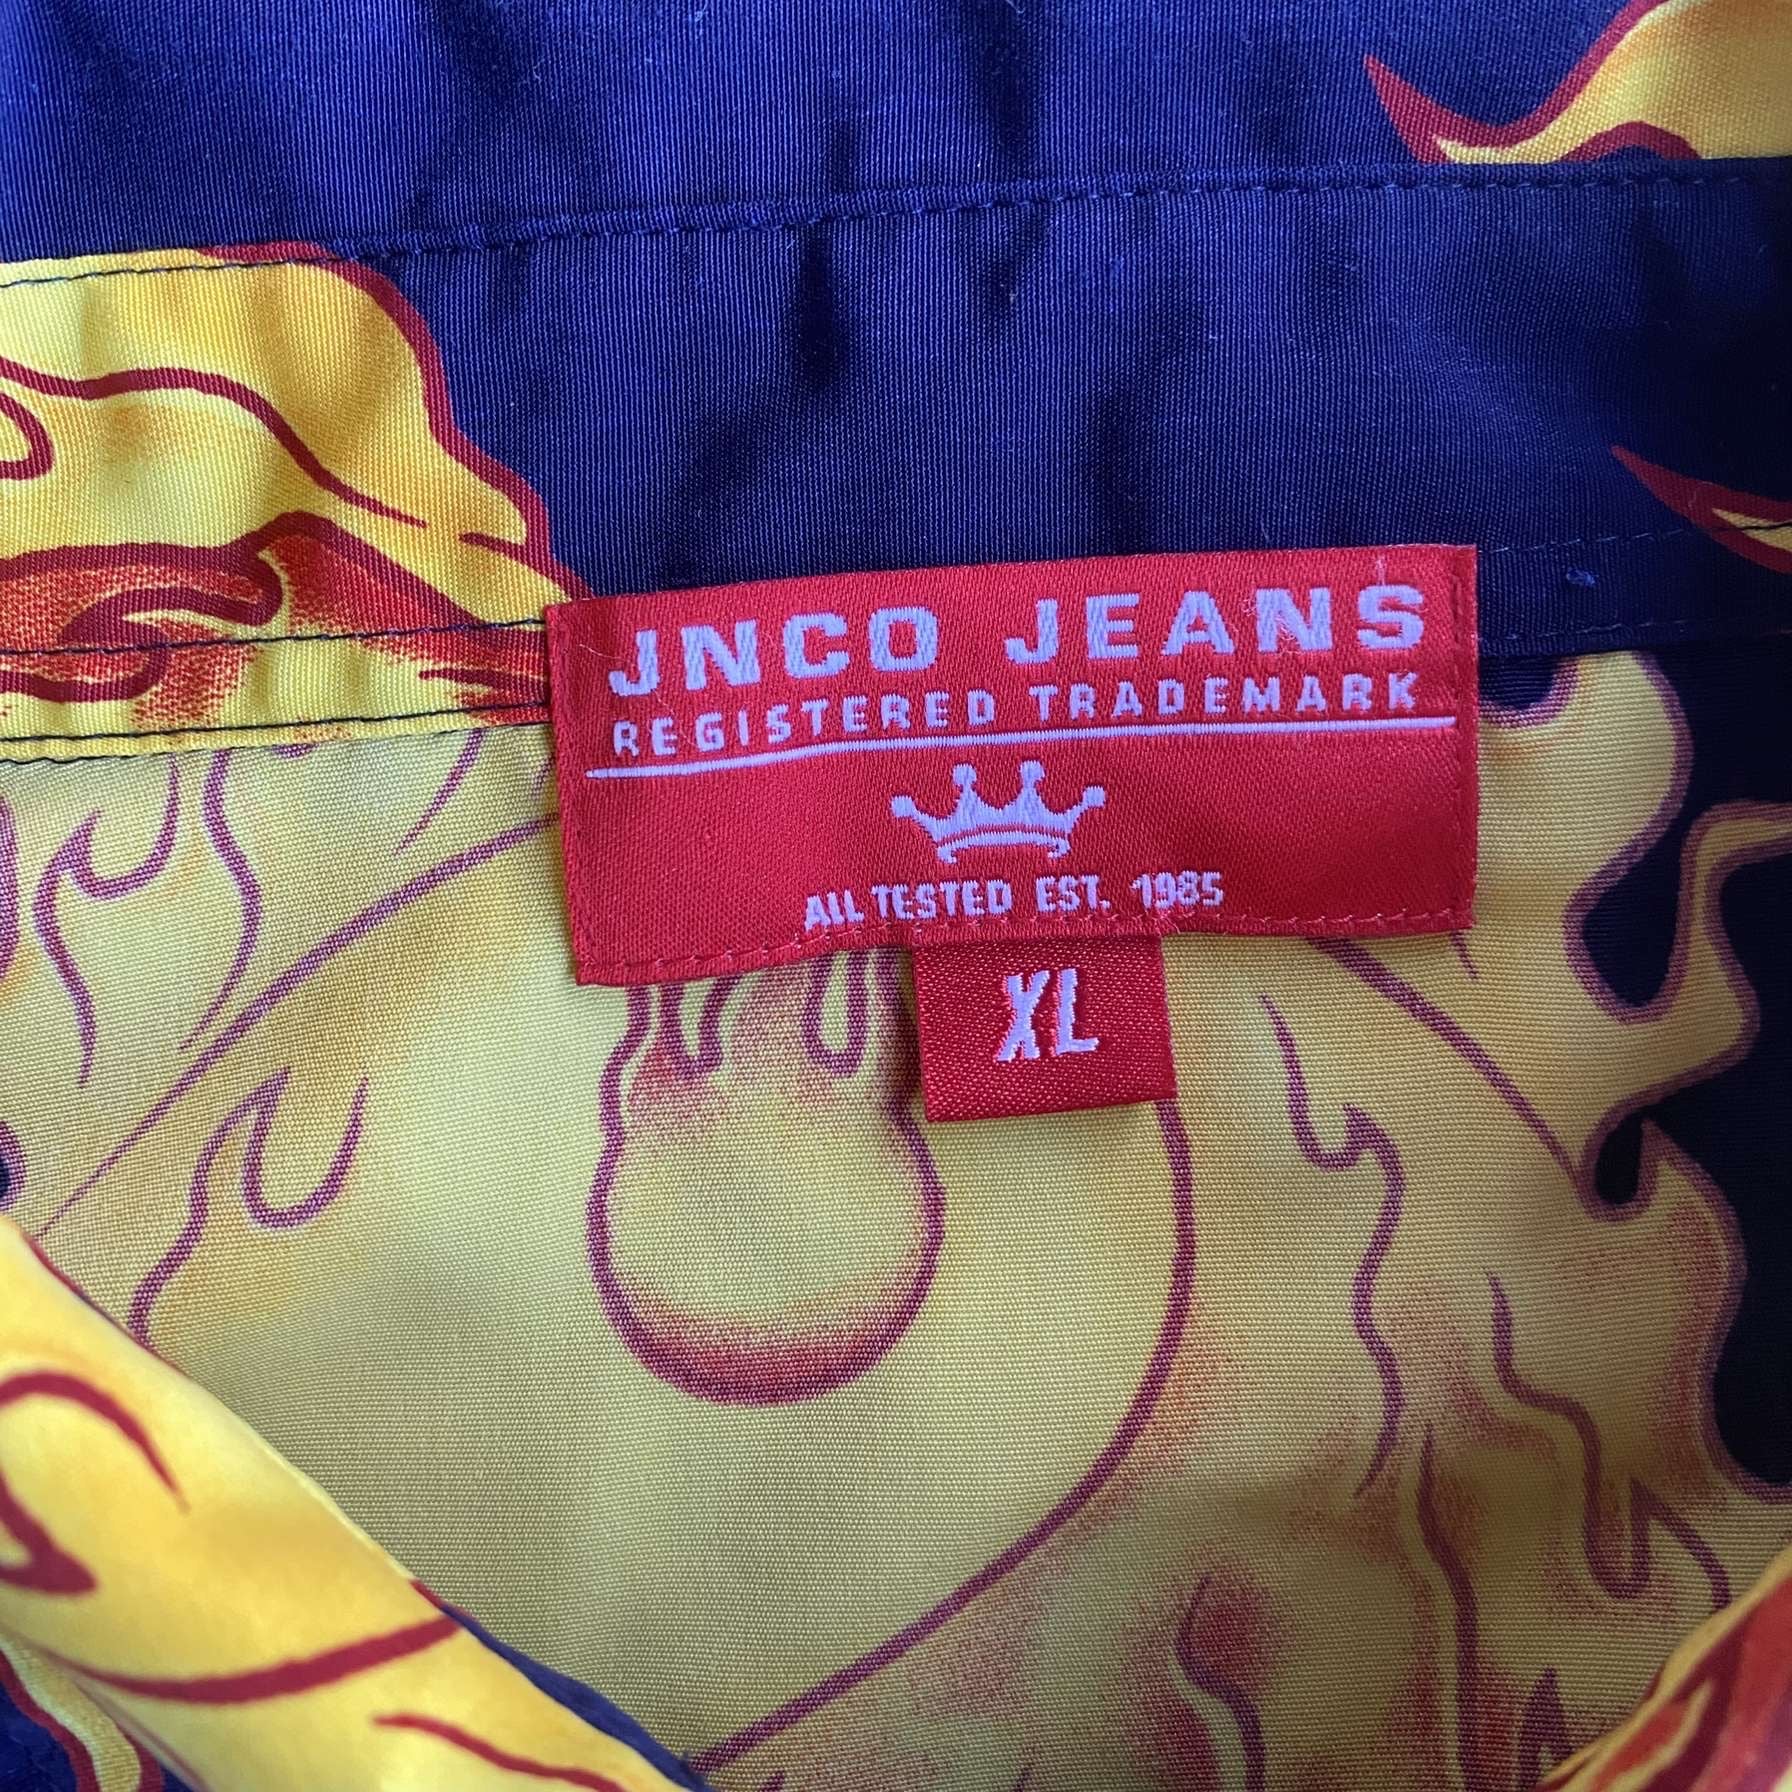 JNCO JEANS
REGISTERED TRADEMARK
ALL TESTED EST. 1985
XL